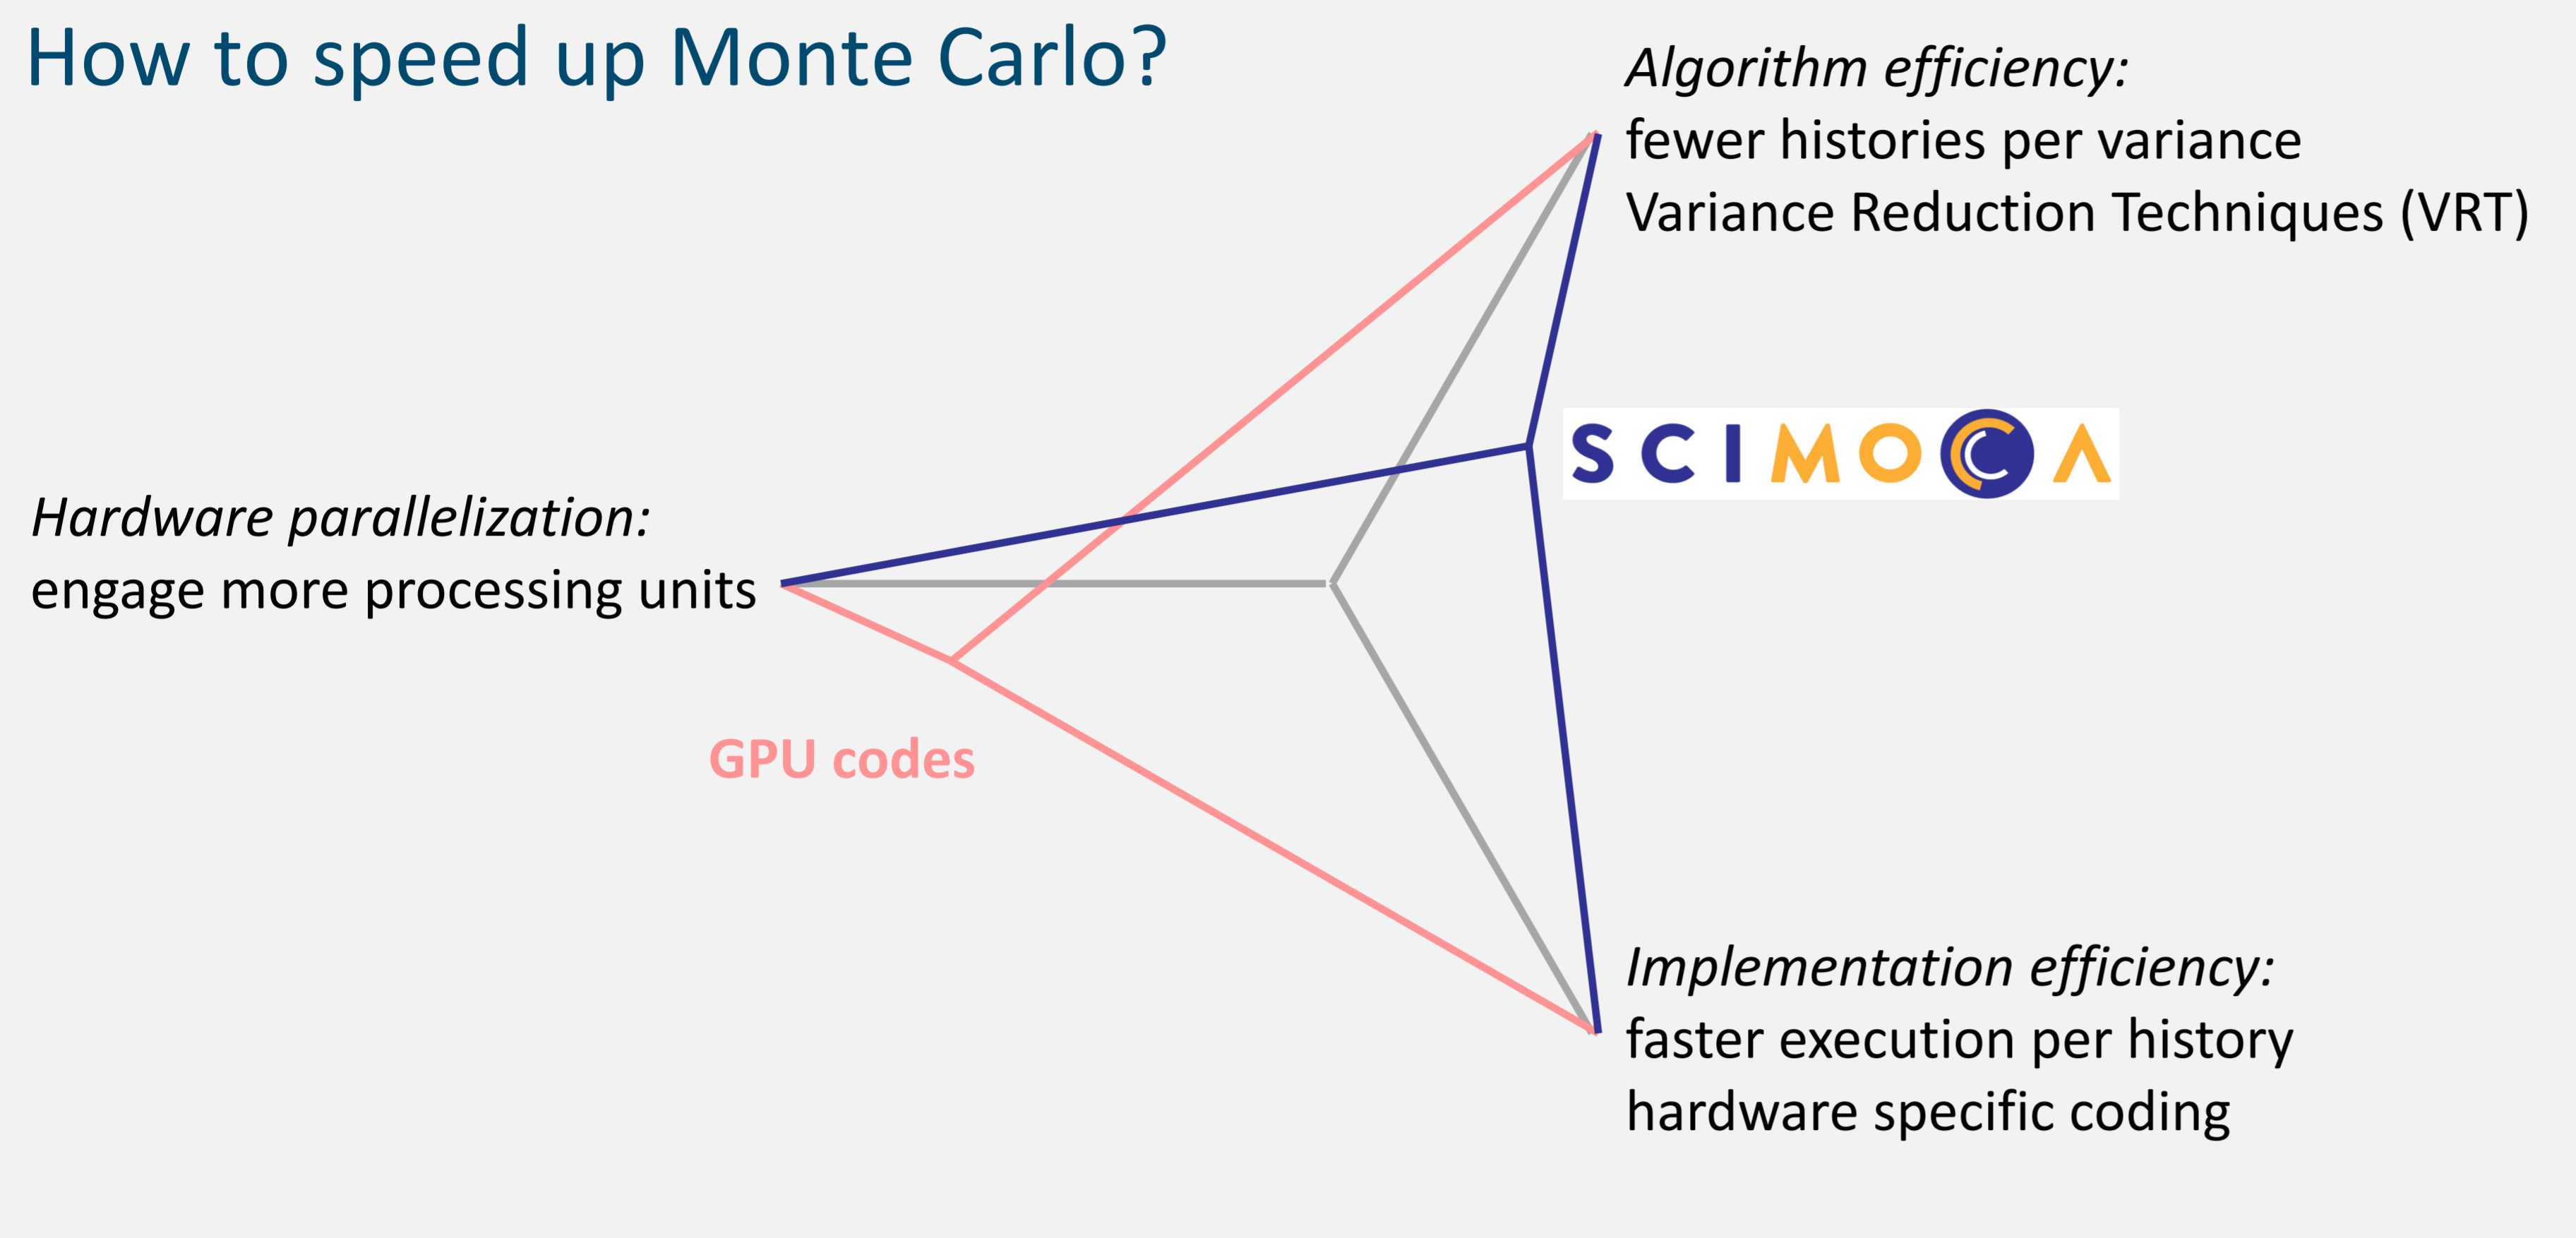 How to speed up Monte Carlo?
Algorithm efficiency:
fewer histories per variance
Variance Reduction Techniques (VRT)
SCIMOCA
Hardware parallelization:
engage more processing units
GPU codes
Implementation efficiency:
faster execution per history
hardware specific coding